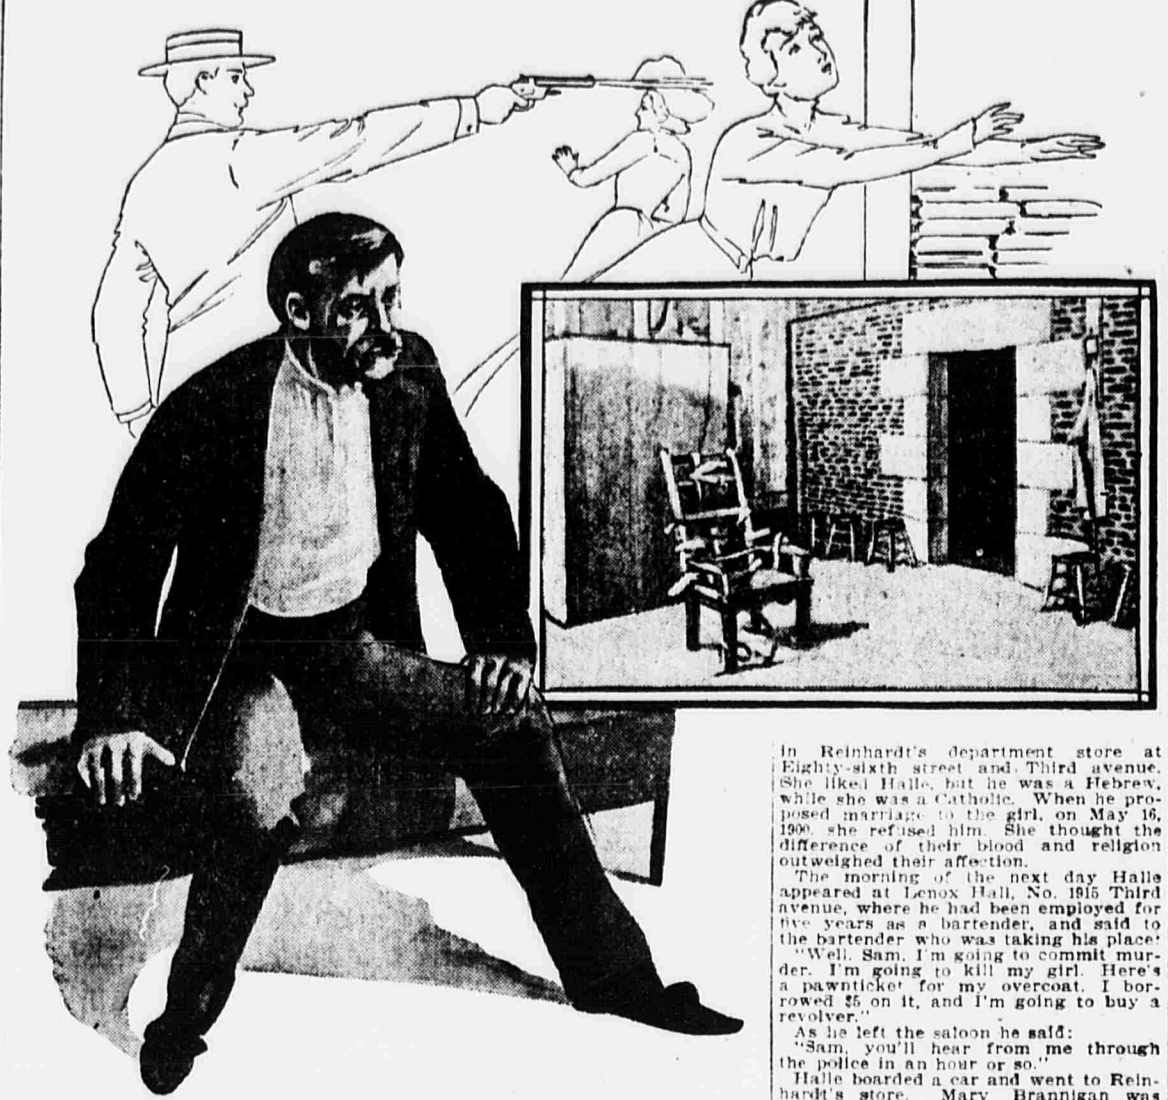 in Reinhardt's department store at
Eighty-sixth street and Third avenue.
She liked Halle, but he was a Hebrew,
while she was a Catholic. When he pro-
posed marriage to the girl, on May 16,
1900, she refused him. She thought the
difference of their blood and religion
outweighed their affection.
The morning of the next day Halle
appeared at Lenox Hall, No. 1915 Third
avenue, where he had been employed for
five years as a bartender, and said to
the bartender who was taking his place:
"Well, Sam, I'm going to commit mur-
der. I'm going to kill my girl. Here's
a pawnticket for my overcoat. I bor-
rowed $5 on it, and I'm going to buy a
revolver."
As he left the saloon he said:
"Sam, you'll hear from me through
the police in an hour or so."
Halle boarded a car and went to Rein-
hardt's store. Mary Brannigan was